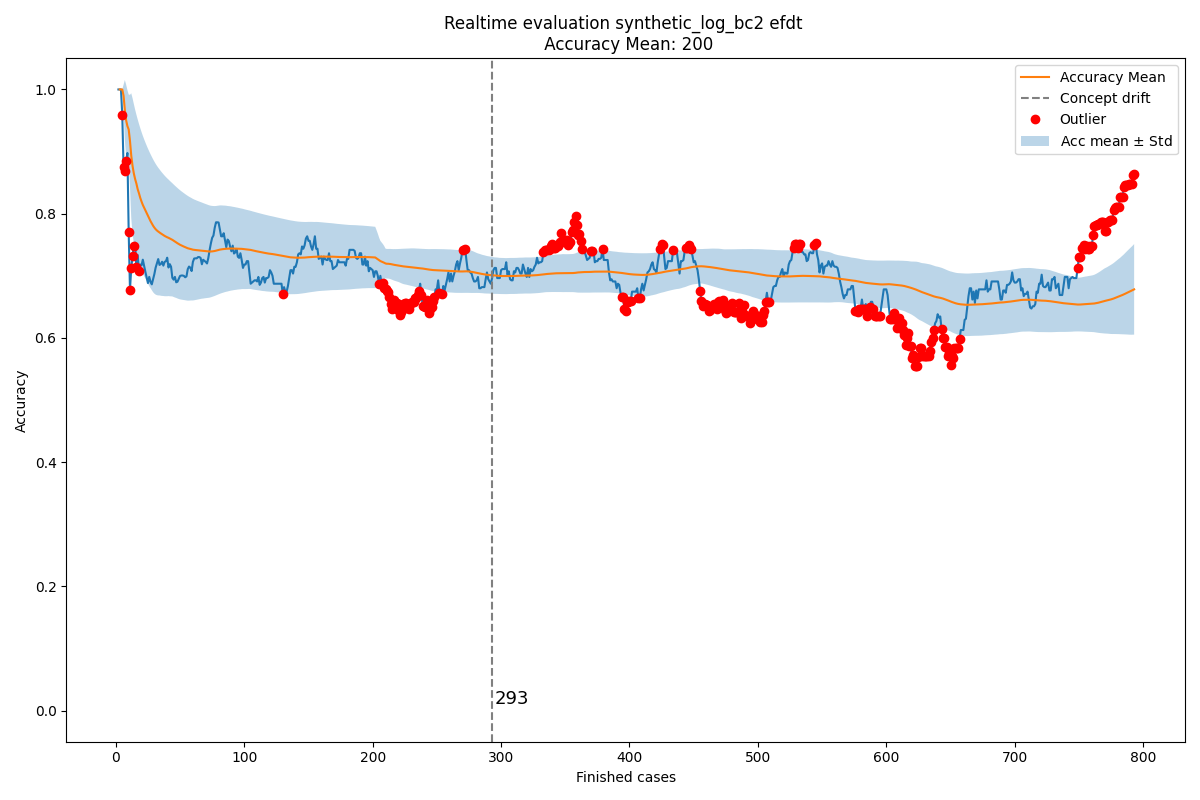 Realtime evaluation synthetic_log_bc2 efdt
Accuracy Mean: 200
Accuracy Mean
Concept drift
Outlier
Acc mean ± Std
1.0
0.8
0.6
0.4
0.2
0.0
Accuracy
293
0 100 200 300 400 500 600 700 800
Finished cases